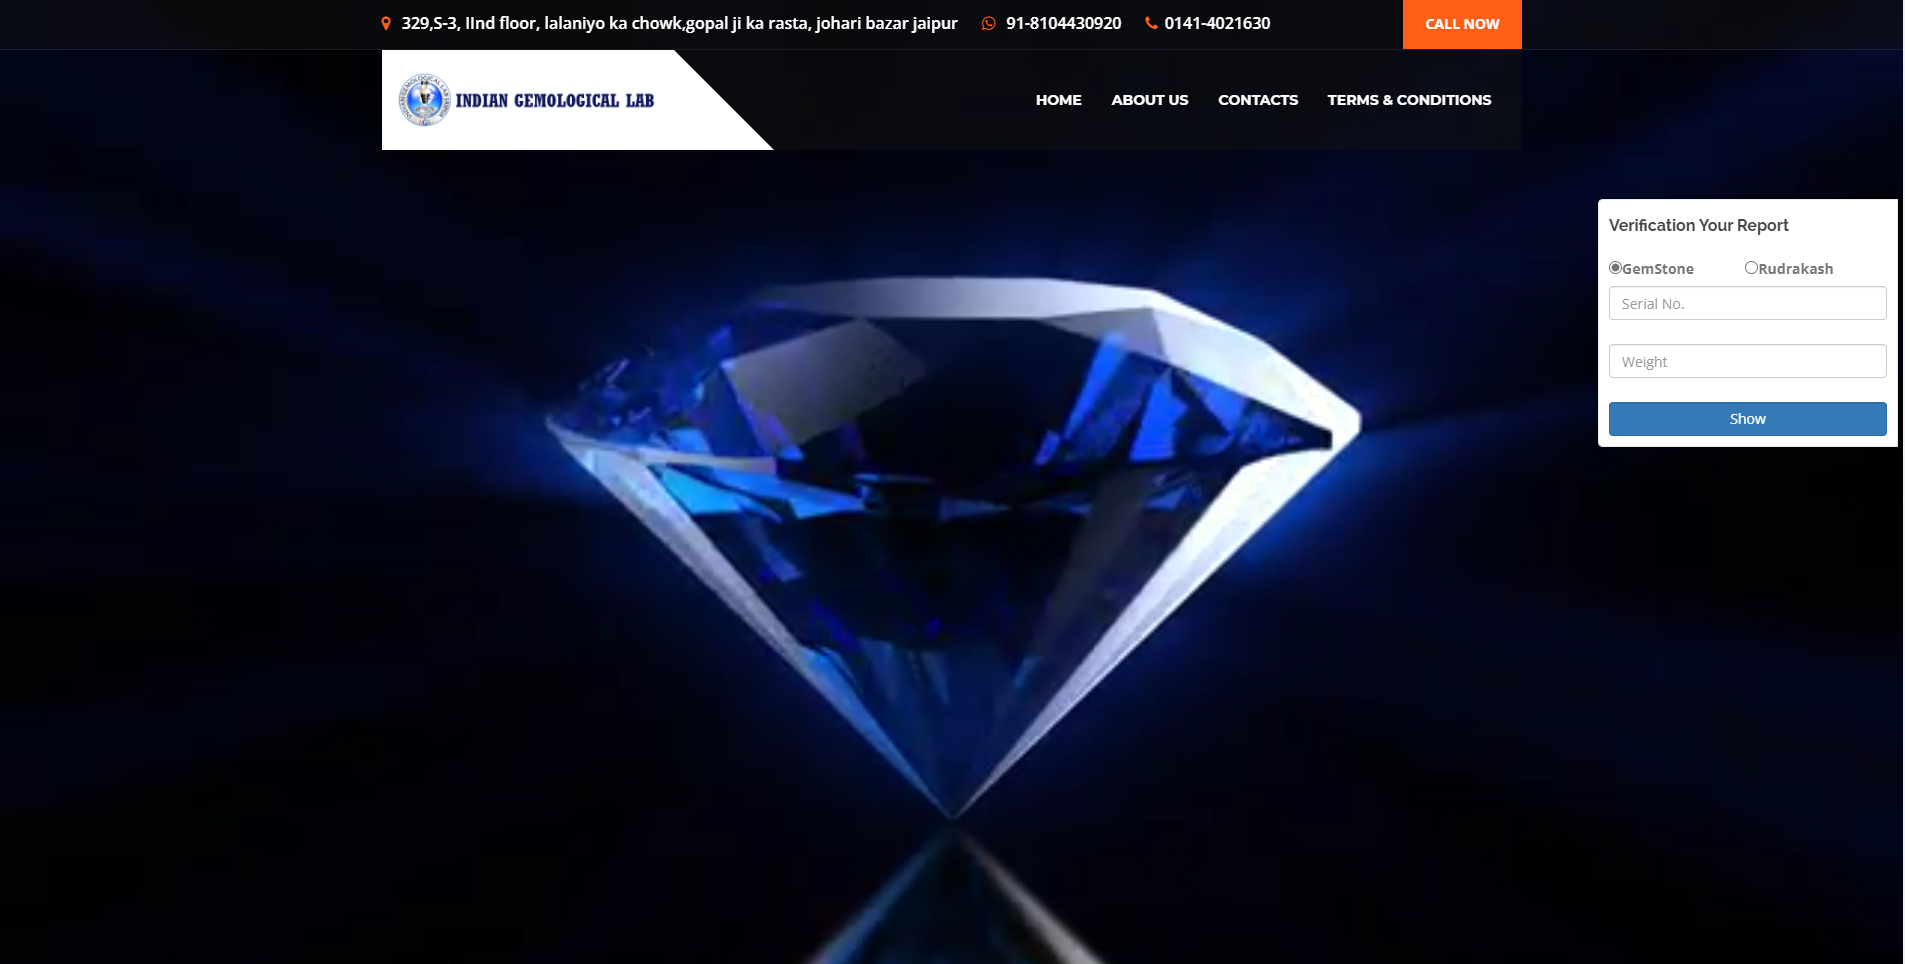 329,S-3, IInd floor, lalaniyo ka chowk,gopal ji ka rasta, johari bazar jaipur 91-8104430920 0141-4021630 CALL NOW
INDIAN GEMOLOGICAL LAB HOME ABOUT US CONTACTS TERMS & CONDITIONS
Verification Your Report
GemStone Rudrakash
Serial No.
Weight
Show